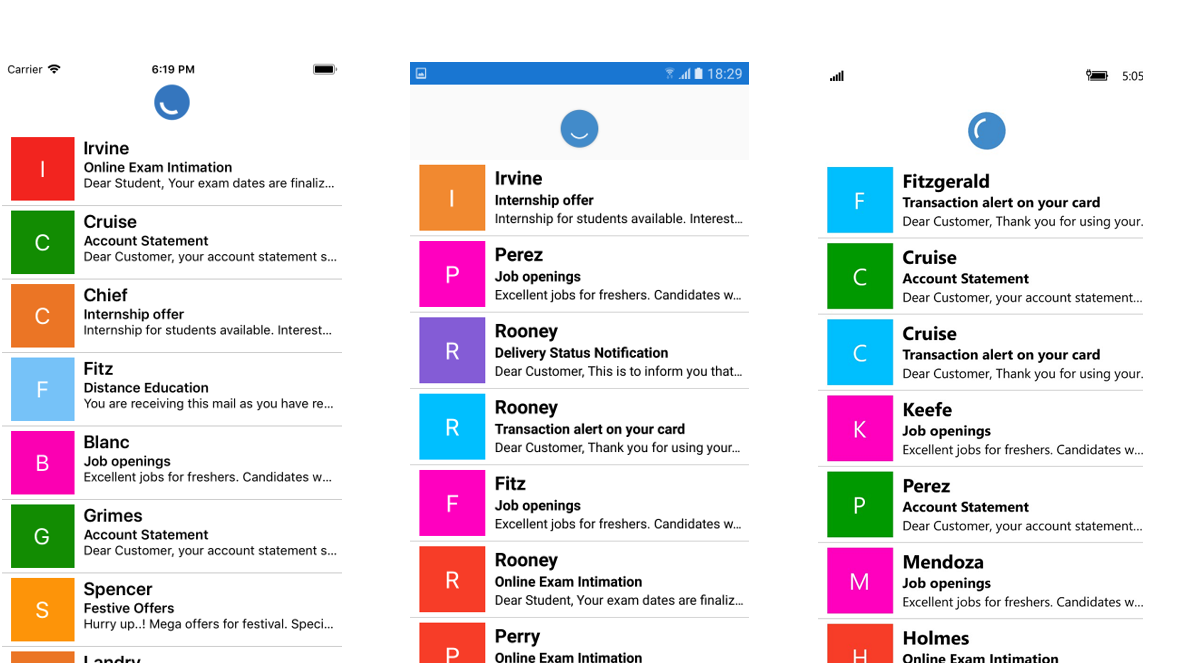 Carrier 6:19 PM
I
Irvine
Online Exam Intimation
Dear Student, Your exam dates are finaliz...
C
Cruise
Account Statement
Dear Customer, your account statement s...
C
Chief
Internship offer
Internship for students available. Interest...
F
Fitz
Distance Education
You are receiving this mail as you have re...
B
Blanc
Job openings
Excellent jobs for freshers. Candidates w...
G
Grimes
Account Statement
Dear Customer, your account statement s...
S
Spencer
Festive Offers
Hurry up..! Mega offers for festival. Speci...
Landry
18:29
I
Irvine
Internship offer
Internship for students available. Interest...
P
Perez
Job openings
Excellent jobs for freshers. Candidates w...
R
Rooney
Delivery Status Notification
Dear Customer, This is to inform you that...
R
Rooney
Transaction alert on your card
Dear Customer, Thank you for using your...
F
Fitz
Job openings
Excellent jobs for freshers. Candidates w...
R
Rooney
Online Exam Intimation
Dear Student, Your exam dates are finaliz...
P
Perry
Online Exam Intimation
5:05
F
Fitzgerald
Transaction alert on your card
Dear Customer, Thank you for using your.
C
Cruise
Account Statement
Dear Customer, your account statement...
C
Cruise
Transaction alert on your card
Dear Customer, Thank you for using your.
K
Keefe
Job openings
Excellent jobs for freshers. Candidates w...
P
Perez
Account Statement
Dear Customer, your account statement...
M
Mendoza
Job openings
Excellent jobs for freshers. Candidates w...
H
Holmes
Online Exam Intimation